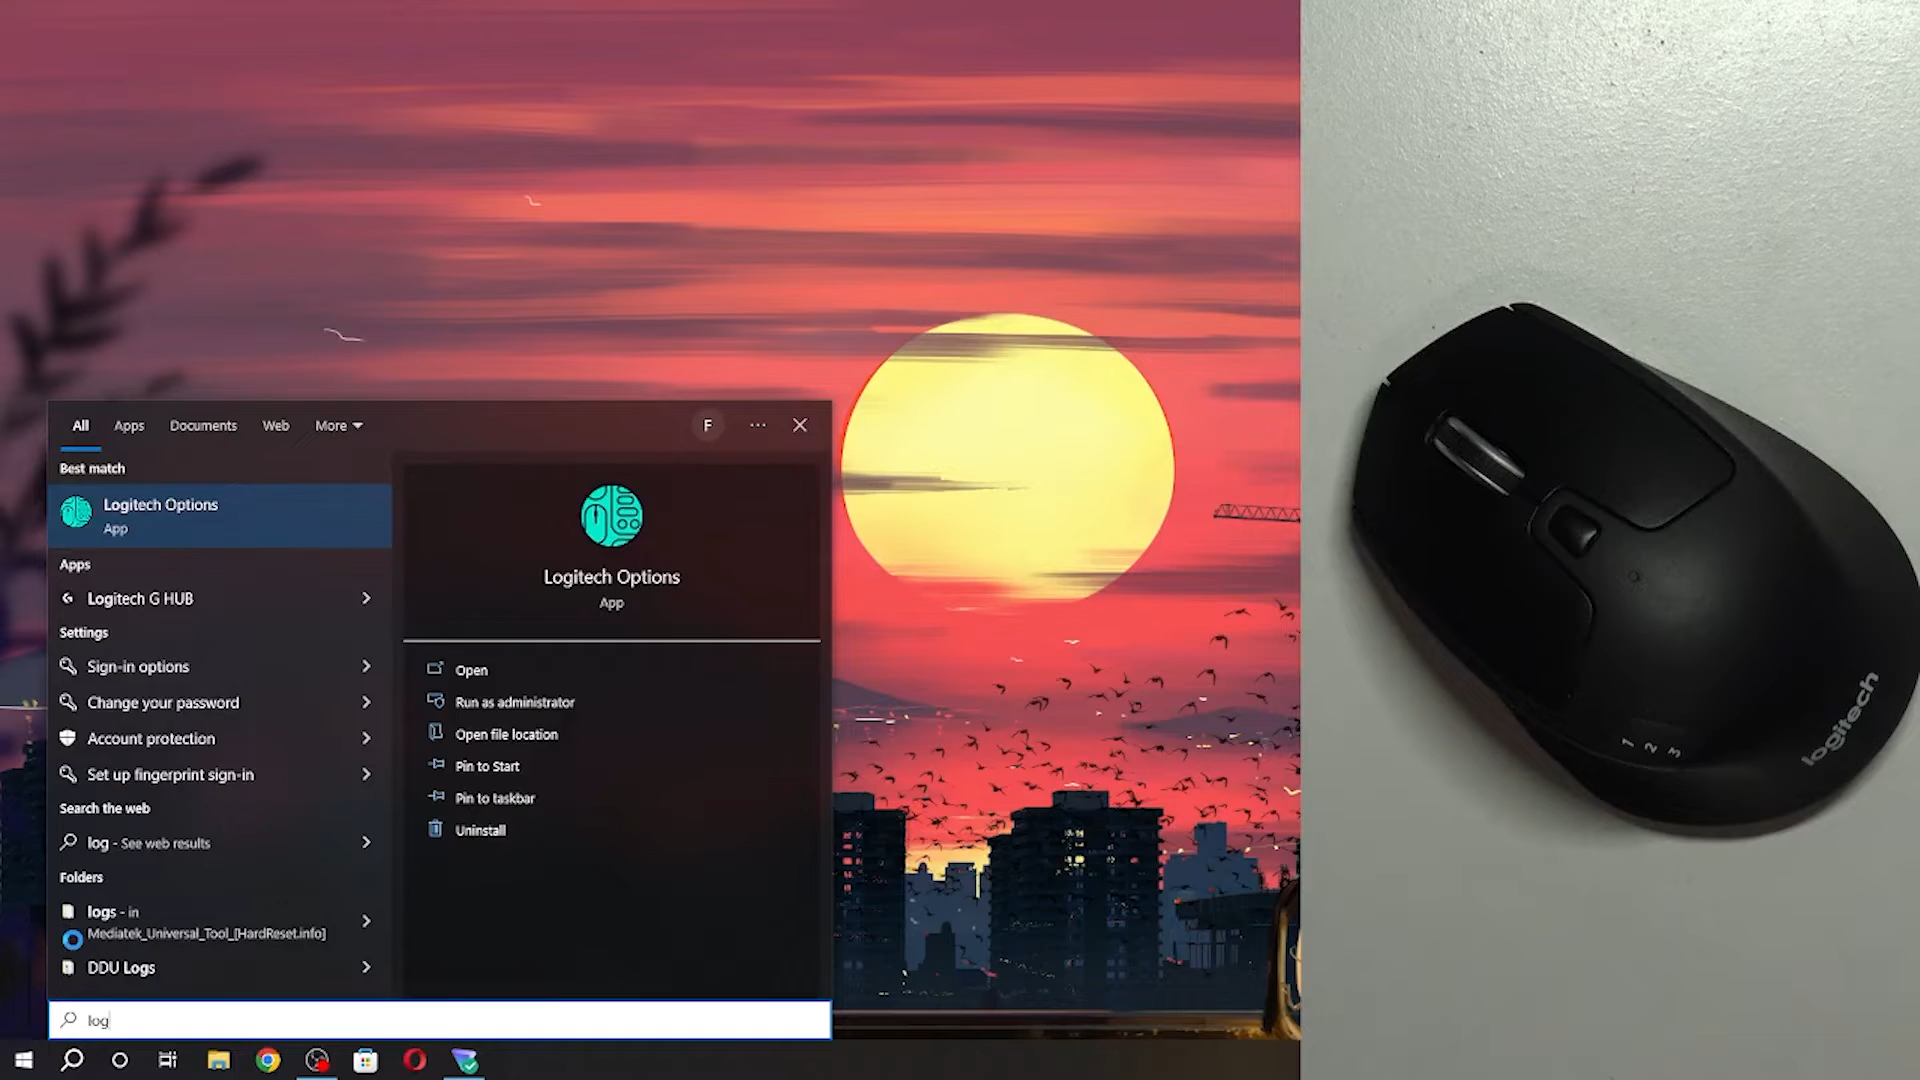 All Apps Documents Web More F
Best match
Logitech Options
App
Apps
Logitech G HUB
Settings
Sign-in options
Change your password
Account protection
Set up fingerprint sign-in
Search the web
log - See web results
Folders
logs - in
Mediatek_Universal_Tool_[HardReset.info]
DDU Logs
log
Logitech Options
App
Open
Run as administrator
Open file location
Pin to Start
Pin to taskbar
Uninstall
1 2 3
logitech